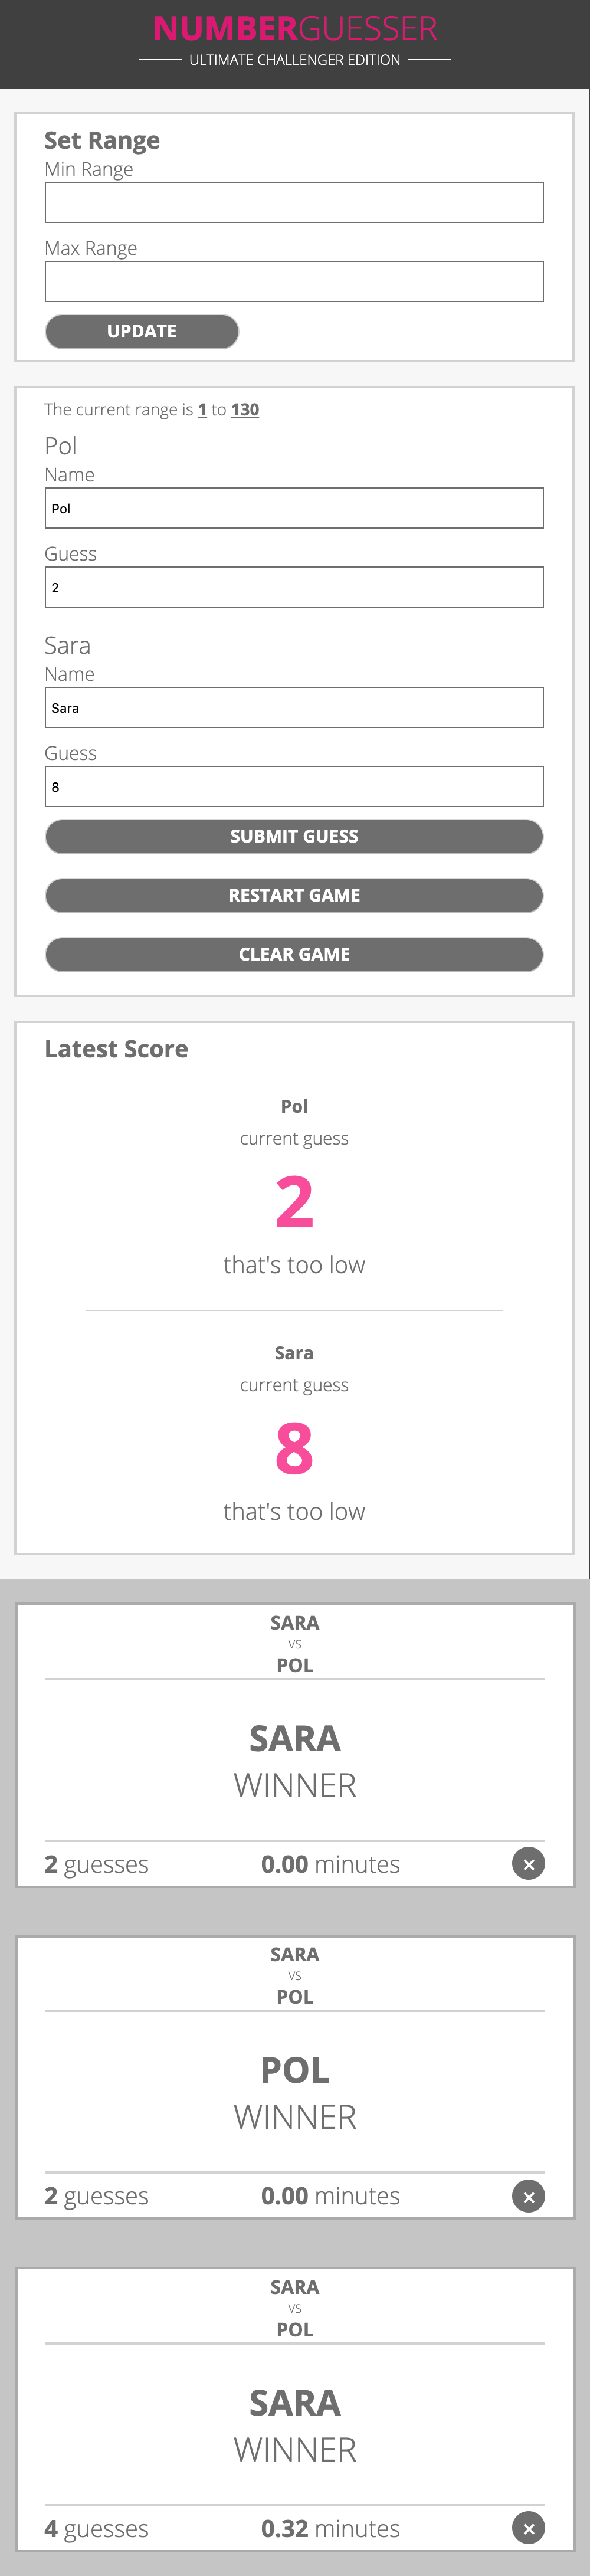 NUMBERGUESSER
ULTIMATE CHALLENGER EDITION
Set Range
Min Range
Max Range
UPDATE
The current range is 1 to 130
Pol
Name
Pol
Guess
2
Sara
Name
Sara
Guess
8
SUBMIT GUESS
RESTART GAME
CLEAR GAME
Latest Score
Pol
current guess
2
that's too low
Sara
current guess
8
that's too low
SARA
VS
POL
SARA
WINNER
2 guesses 0.00 minutes ×
SARA
VS
POL
POL
WINNER
2 guesses 0.00 minutes ×
SARA
VS
POL
SARA
WINNER
4 guesses 0.32 minutes ×